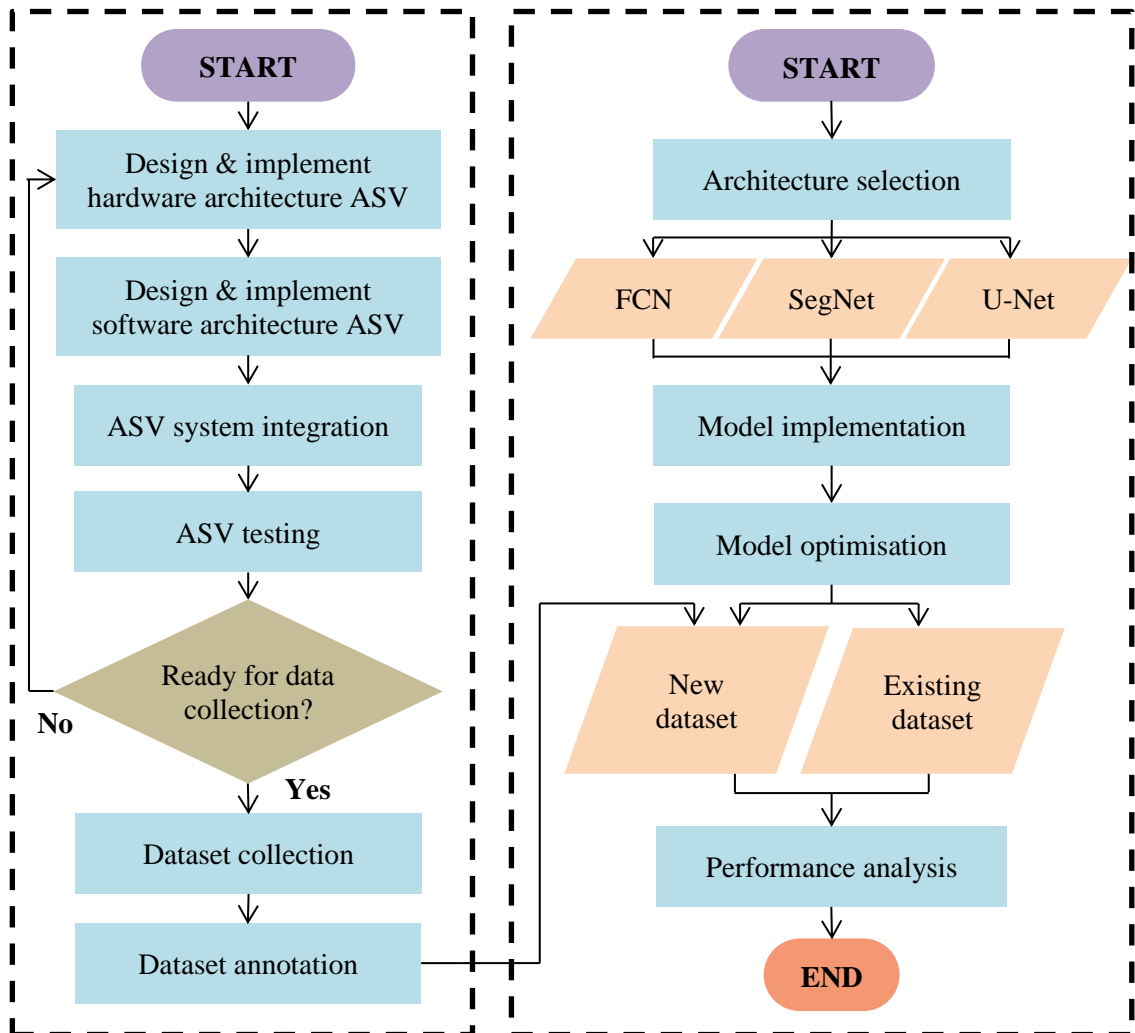 START
Design & implement
hardware architecture ASV
Design & implement
software architecture ASV
ASV system integration
ASV testing
Ready for data
collection?
No
Yes
Dataset collection
Dataset annotation
START
Architecture selection
FCN
SegNet
U-Net
Model implementation
Model optimisation
New
dataset
Existing
dataset
Performance analysis
END